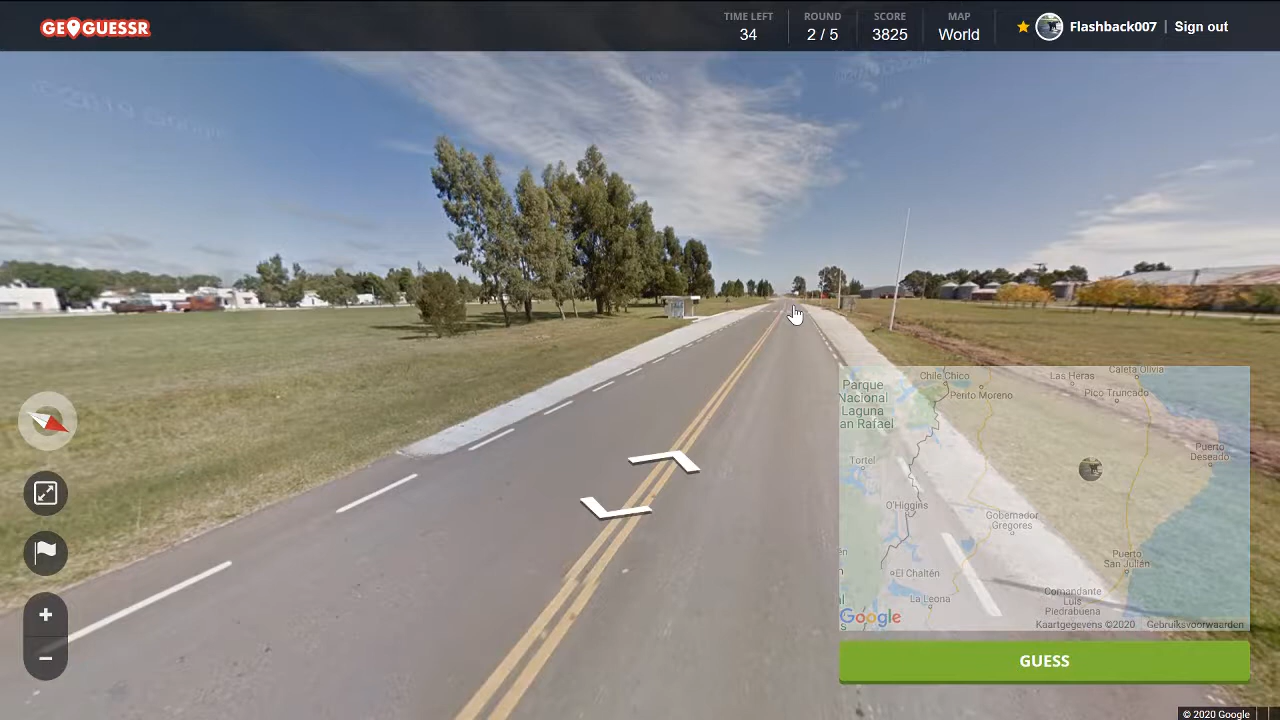 GEOGUESSR
TIME LEFT
34
ROUND
2 / 5
SCORE
3825
MAP
World
Flashback007 | Sign out
Chile Chico
Las Heras
Caleta Olivia
Parque
Nacional
Laguna
an Rafael
Perito Moreno
Pico Truncado
Tortel
Puerto
Deseado
O'Higgins
Gobernador
Gregores
El Chaltén
Puerto
San Julián
La Leona
Comandante
Luis
Piedrabuena
Google
Kaartgegevens ©2020 Gebruiksvoorwaarden
GUESS
© 2020 Google